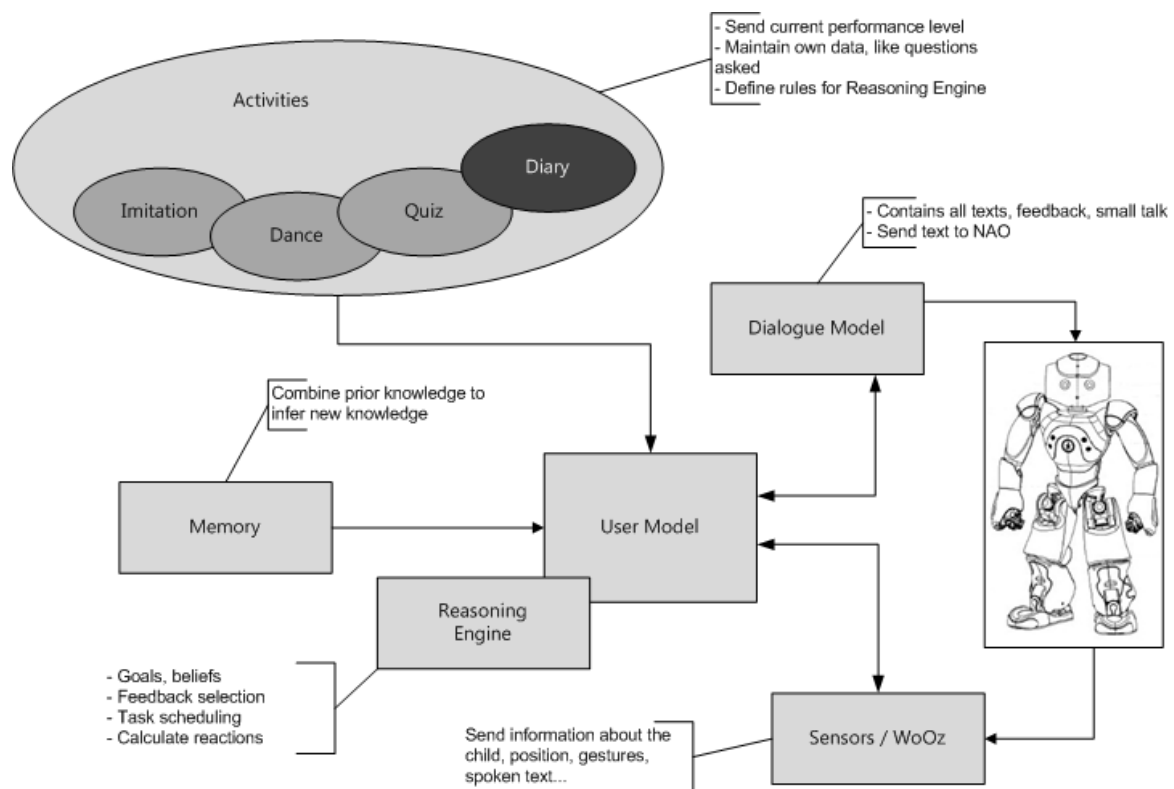 - Send current performance level
- Maintain own data, like questions
asked
- Define rules for Reasoning Engine
Activities
Diary
Imitation
Quiz
Dance
- Contains all texts, feedback, small talk
- Send text to NAO
Dialogue Model
Combine prior knowledge to
infer new knowledge
Memory
User Model
Reasoning
Engine
- Goals, beliefs
- Feedback selection
- Task scheduling
- Calculate reactions
Send information about the
child, position, gestures,
spoken text...
Sensors / WoOz